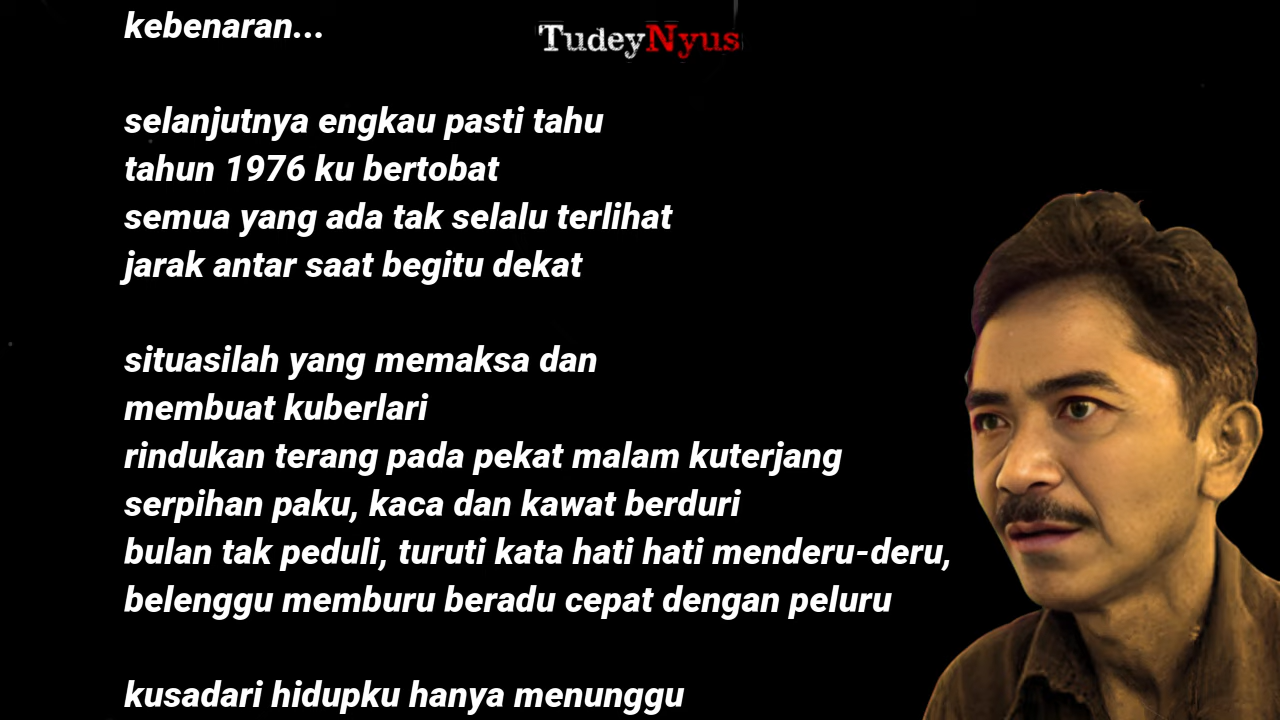 kebenaran...
TudeyNyus
selanjutnya engkau pasti tahu
tahun 1976 ku bertobat
semua yang ada tak selalu terlihat
jarak antar saat begitu dekat
situasilah yang memaksa dan
membuat kuberlari
rindukan terang pada pekat malam kuterjang
serpihan paku, kaca dan kawat berduri
bulan tak peduli, turuti kata hati hati menderu-deru,
belenggu memburu beradu cepat dengan peluru
kusadari hidupku hanya menunggu